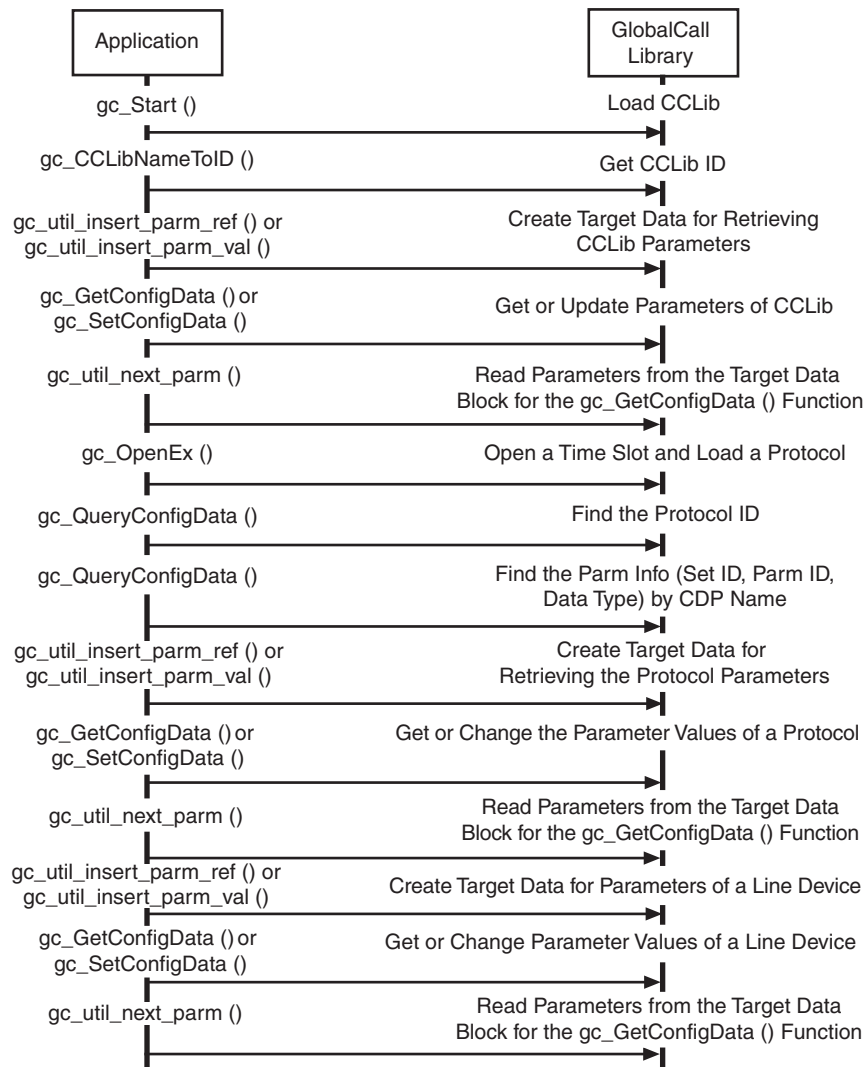 Application
GlobalCall
Library
gc_Start ()
Load CCLib
gc_CCLibNameToID ()
Get CCLib ID
gc_util_insert_parm_ref () or
gc_util_insert_parm_val ()
Create Target Data for Retrieving
CCLib Parameters
gc_GetConfigData () or
gc_SetConfigData ()
Get or Update Parameters of CCLib
gc_util_next_parm ()
Read Parameters from the Target Data
Block for the gc_GetConfigData () Function
gc_OpenEx ()
Open a Time Slot and Load a Protocol
gc_QueryConfigData ()
Find the Protocol ID
gc_QueryConfigData ()
Find the Parm Info (Set ID, Parm ID,
Data Type) by CDP Name
gc_util_insert_parm_ref () or
gc_util_insert_parm_val ()
Create Target Data for
Retrieving the Protocol Parameters
gc_GetConfigData () or
gc_SetConfigData ()
Get or Change the Parameter Values of a Protocol
gc_util_next_parm ()
Read Parameters from the Target Data
Block for the gc_GetConfigData () Function
gc_util_insert_parm_ref () or
gc_util_insert_parm_val ()
Create Target Data for Parameters of a Line Device
gc_GetConfigData () or
gc_SetConfigData ()
Get or Change Parameter Values of a Line Device
gc_util_next_parm ()
Read Parameters from the Target Data
Block for the gc_GetConfigData () Function